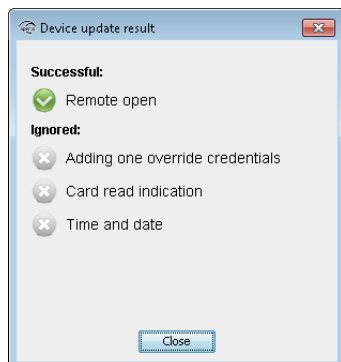 Device update result
Successful:
Remote open
Ignored:
Adding one override credentials
Card read indication
Time and date
Close